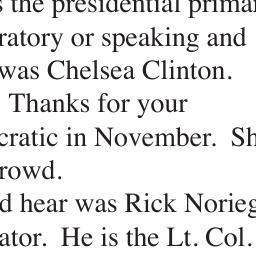 the presidential prima
ratory or speaking and
was Chelsea Clinton.
Thanks for your
cratic in November. Sh
rowd.
d hear was Rick Norieg
ator. He is the Lt. Col.